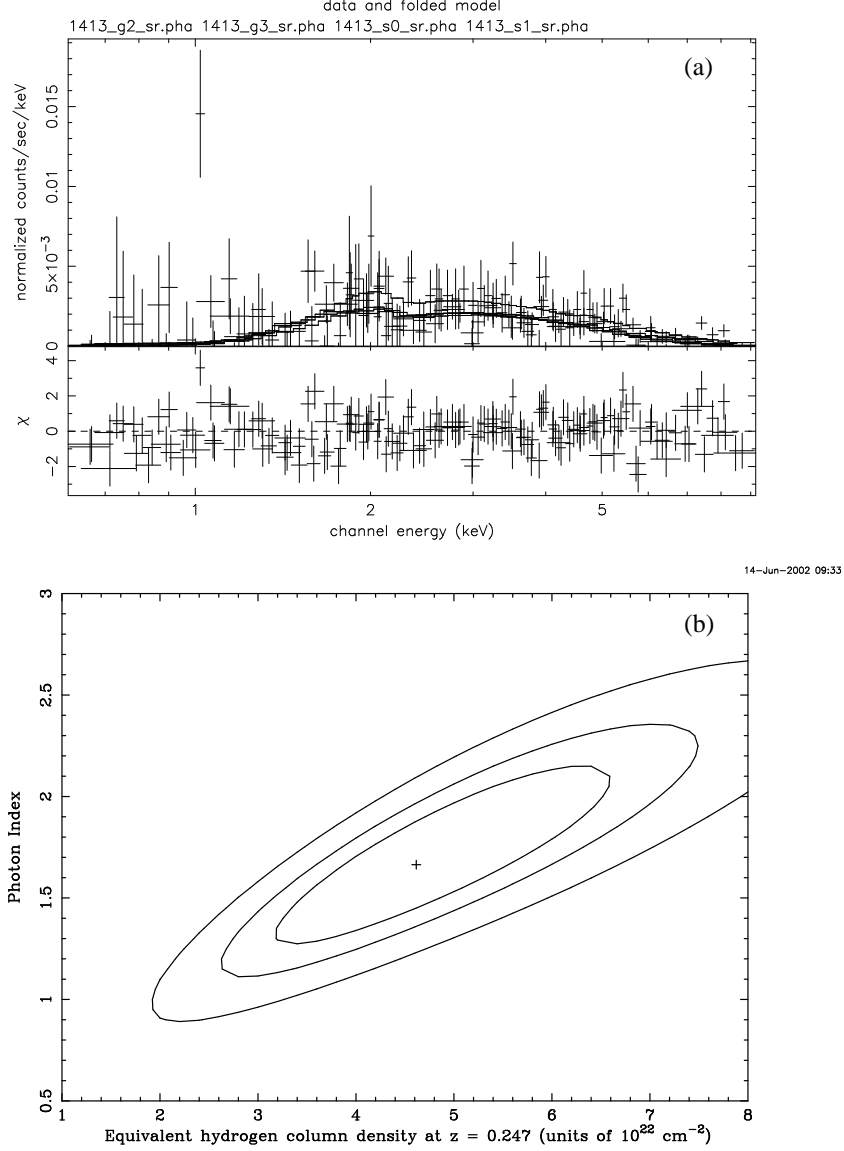 data and folded model
1413_g2_sr.pha 1413_g3_sr.pha 1413_s0_sr.pha 1413_s1_sr.pha
(a)
normalized counts/sec/keV
0.015
0.01
5×10⁻³
0
χ
4
2
0
−2
1 2 5
channel energy (keV)
14-Jun-2002 09:33
(b)
Photon Index
3
2.5
2
1.5
1
0.5
1 2 3 4 5 6 7 8
Equivalent hydrogen column density at z = 0.247 (units of 10²² cm⁻²)